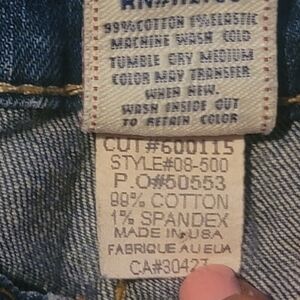 99%COTTON 1%ELASTIC
MACHINE WASH COLD
TUMBLE DRY MEDIUM
COLOR MAY TRANSFER
WHEN NEW.
WASH INSIDE OUT
TO RETAIN COLOR
CUT#600115
STYLE#08-500
P.O#50553
99% COTTON
1% SPANDEX
MADE IN USA
FABRIQUE AU EUA
CA#30427